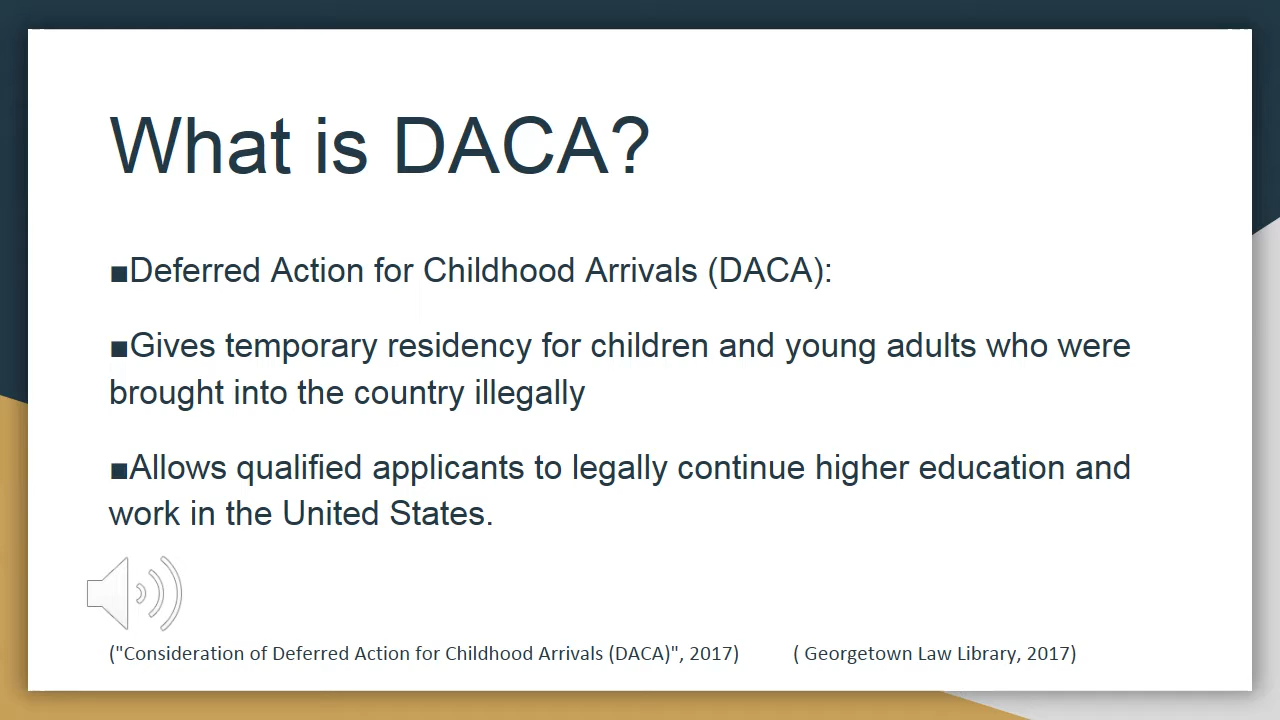 What is DACA?
■Deferred Action for Childhood Arrivals (DACA):
■Gives temporary residency for children and young adults who were
brought into the country illegally
■Allows qualified applicants to legally continue higher education and
work in the United States.
("Consideration of Deferred Action for Childhood Arrivals (DACA)", 2017) ( Georgetown Law Library, 2017)